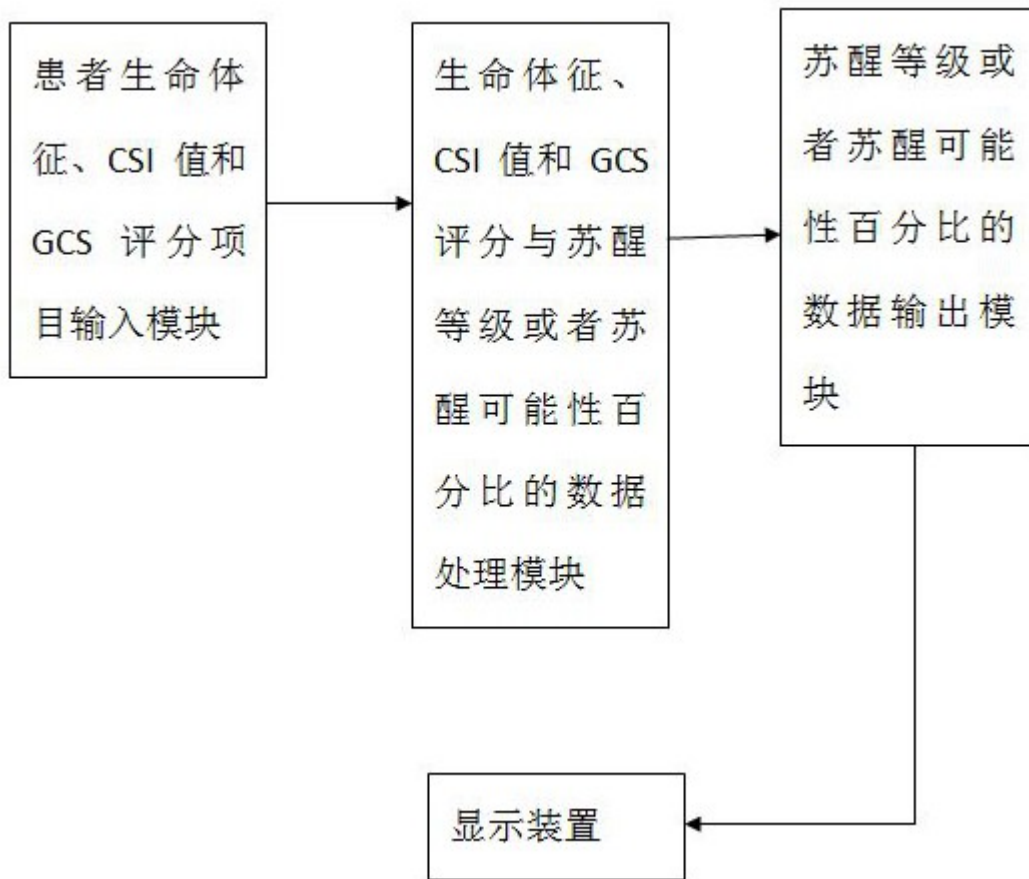 患者生命体
征、CSI 值和
GCS 评分项
目输入模块
生命体征、
CSI 值和 GCS
评分与苏醒
等级或者苏
醒可能性百
分比的数据
处理模块
苏醒等级或
者苏醒可能
性百分比的
数据输出模
块
显示装置